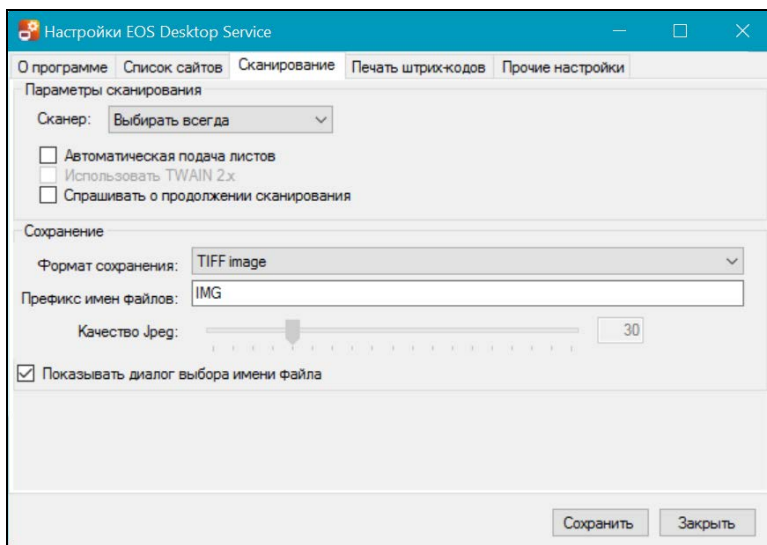 Настройки EOS Desktop Service
О программе Список сайтов Сканирование Печать штрих-кодов Прочие настройки
Параметры сканирования
Сканер: Выбирать всегда
Автоматическая подача листов
Использовать TWAIN 2.x
Спрашивать о продолжении сканирования
Сохранение
Формат сохранения: TIFF image
Префикс имен файлов: IMG
Качество Jpeg: 30
Показывать диалог выбора имени файла
Сохранить Закрыть